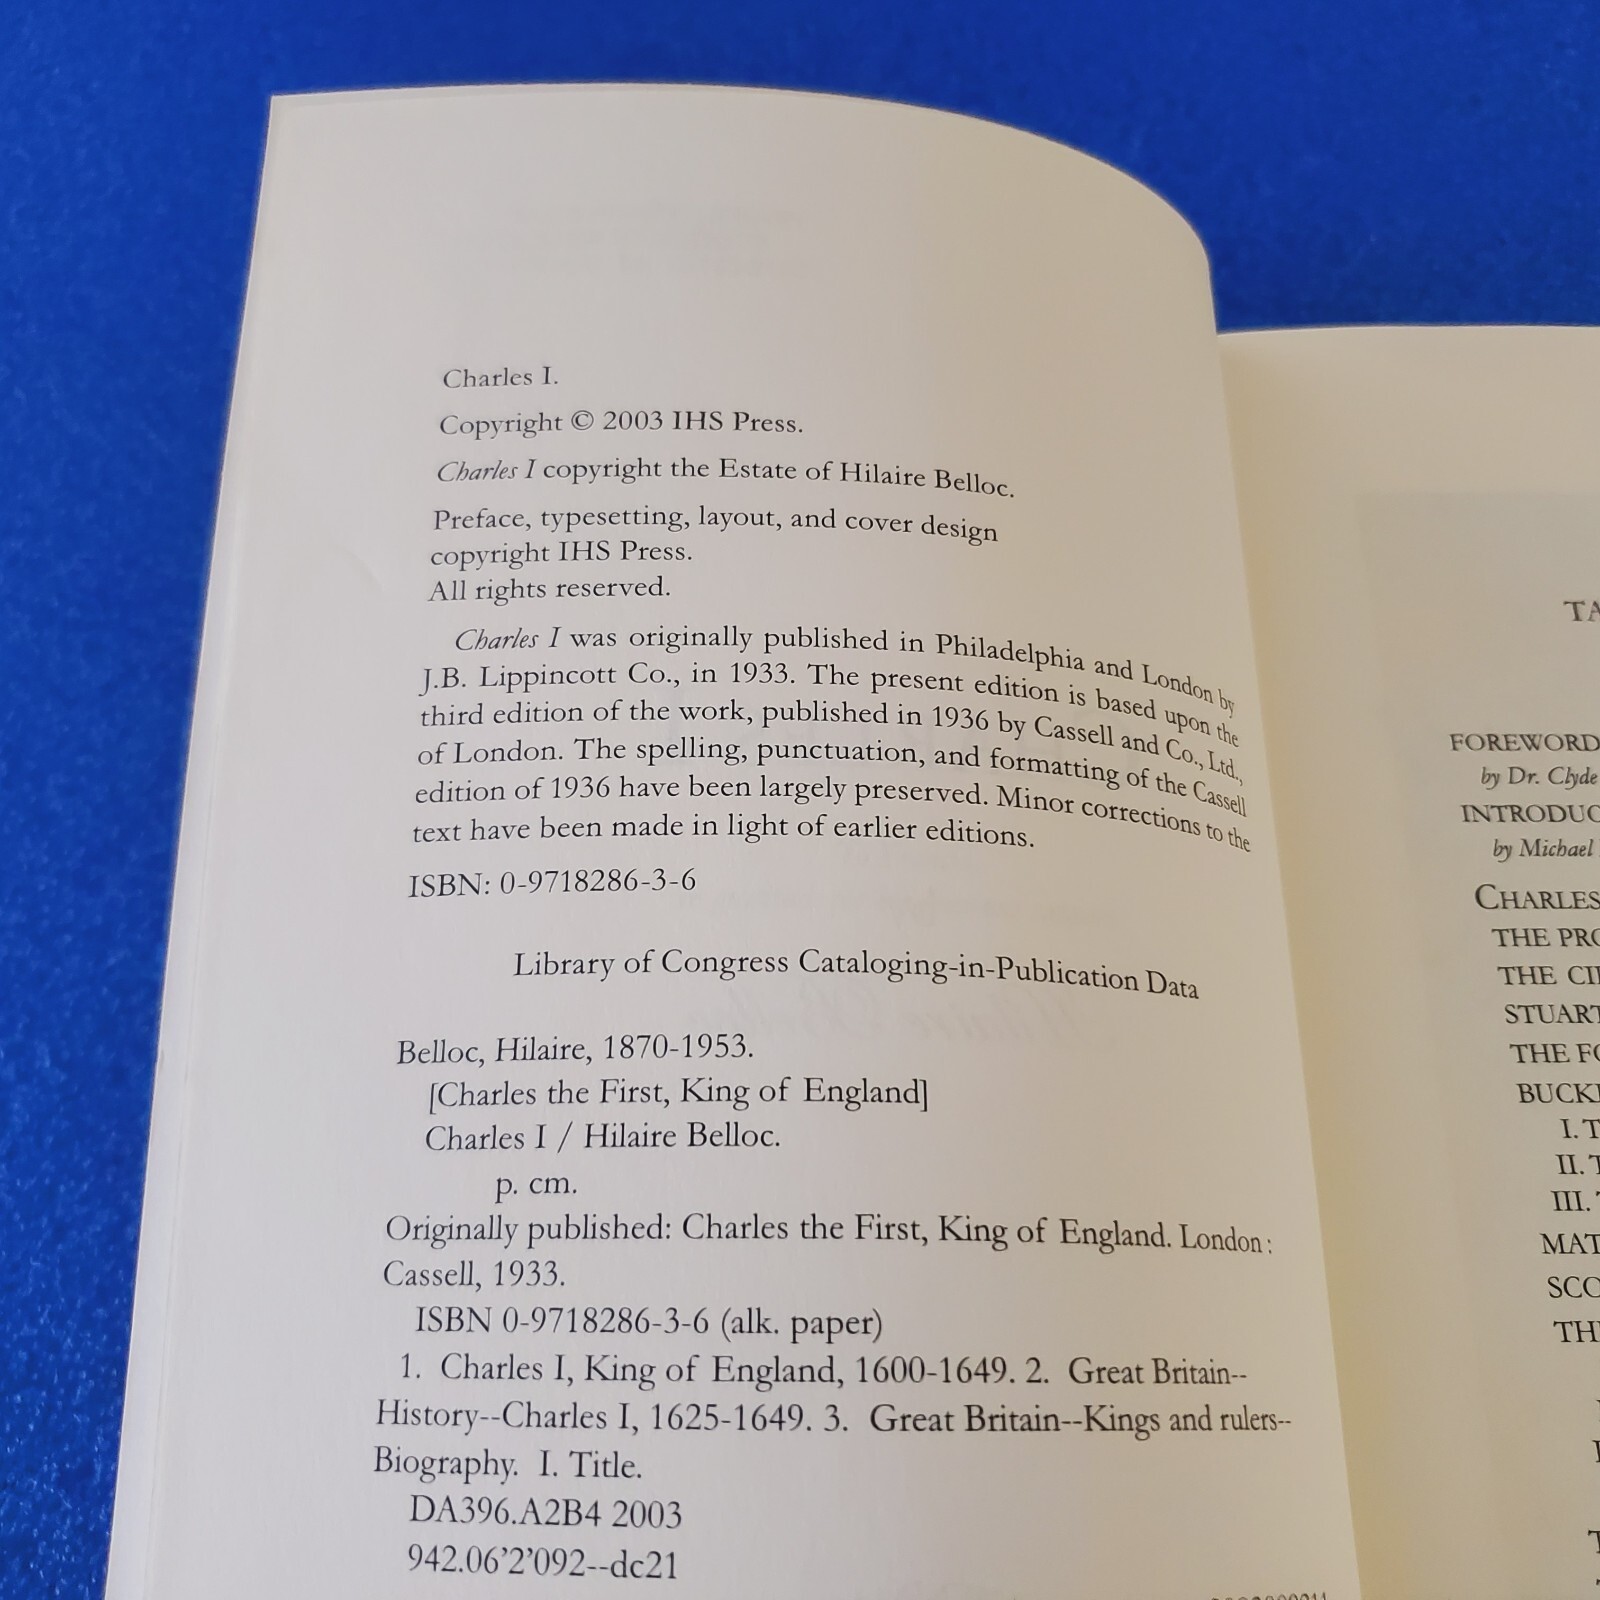 Charles I.
Copyright © 2003 IHS Press.
Charles I copyright the Estate of Hilaire Belloc.
Preface, typesetting, layout, and cover design
copyright IHS Press.
All rights reserved.
Charles I was originally published in Philadelphia and London by
J.B. Lippincott Co., in 1933. The present edition is based upon the
third edition of the work, published in 1936 by Cassell and Co., Ltd.,
of London. The spelling, punctuation, and formatting of the Cassell
edition of 1936 have been largely preserved. Minor corrections to the
text have been made in light of earlier editions.
ISBN: 0-9718286-3-6
Library of Congress Cataloging-in-Publication Data
Belloc, Hilaire, 1870-1953.
[Charles the First, King of England]
Charles I / Hilaire Belloc.
p. cm.
Originally published: Charles the First, King of England. London :
Cassell, 1933.
ISBN 0-9718286-3-6 (alk. paper)
1. Charles I, King of England, 1600-1649. 2. Great Britain--
History--Charles I, 1625-1649. 3. Great Britain--Kings and rulers--
Biography. I. Title.
DA396.A2B4 2003
942.06'2'092--dc21
TA
FOREWORD
by Dr. Clyde
INTRODUC
by Michael
CHARLES
THE PRO
THE CI
STUART
THE FO
BUCK
I. T
II. T
III.
MAT
SCO
TH